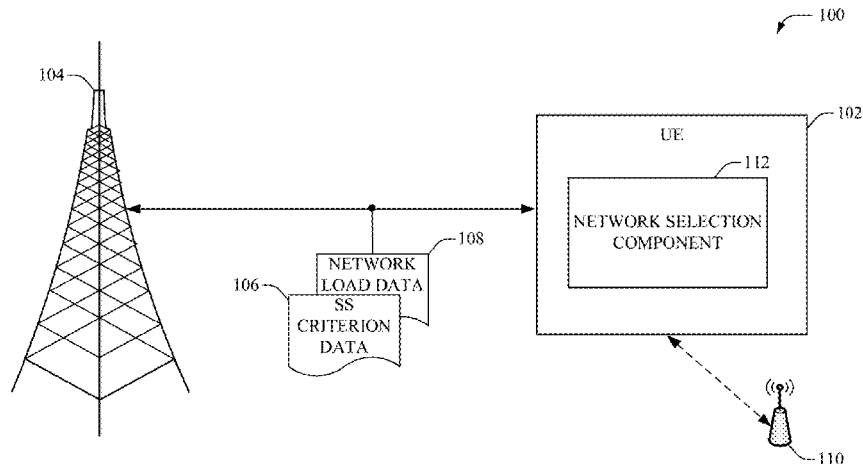 100
104
102
UE
112
NETWORK SELECTION
COMPONENT
108
NETWORK
LOAD DATA
106
SS
CRITERION
DATA
110